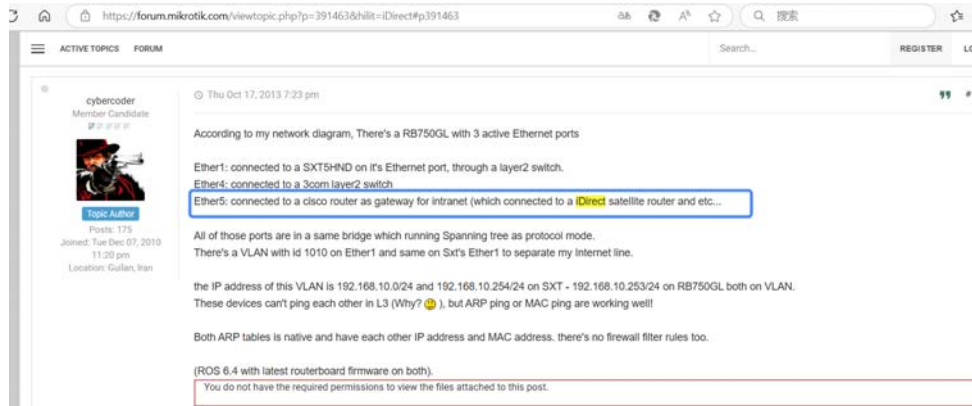 https://forum.mikrotik.com/viewtopic.php?p=391463&hilit=iDirect#p391463
搜索
ACTIVE TOPICS FORUM
Search...
REGISTER
cybercoder
Member Candidate
Topic Author
Posts: 175
Joined: Tue Dec 07, 2010
11:20 pm
Location: Guilan, Iran
Thu Oct 17, 2013 7:23 pm
According to my network diagram, There's a RB750GL with 3 active Ethernet ports
Ether1: connected to a SXT5HND on it's Ethernet port, through a layer2 switch.
Ether4: connected to a 3com layer2 switch
Ether5: connected to a cisco router as gateway for intranet (which connected to a iDirect satellite router and etc...
All of those ports are in a same bridge which running Spanning tree as protocol mode.
There's a VLAN with id 1010 on Ether1 and same on Sxt's Ether1 to separate my Internet line.
the IP address of this VLAN is 192.168.10.0/24 and 192.168.10.254/24 on SXT - 192.168.10.253/24 on RB750GL both on VLAN.
These devices can't ping each other in L3 (Why? ), but ARP ping or MAC ping are working well!
Both ARP tables is native and have each other IP address and MAC address. there's no firewall filter rules too.
(ROS 6.4 with latest routerboard firmware on both).
You do not have the required permissions to view the files attached to this post.